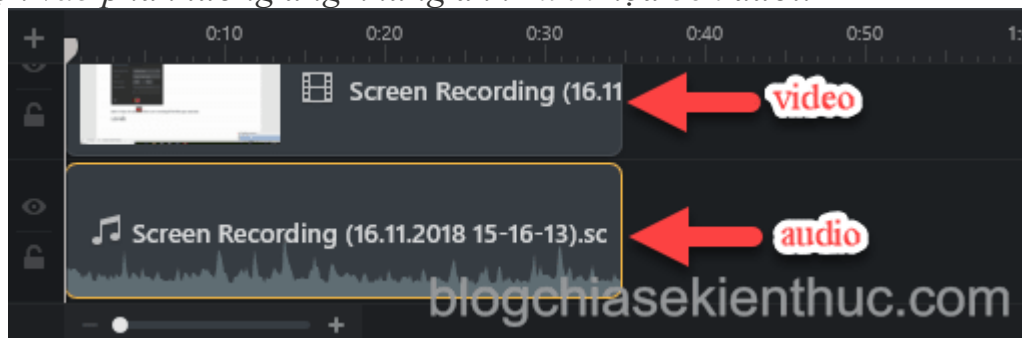 0:10 0:20 0:30 0:40 0:50 1:
Screen Recording (16.11 video
Screen Recording (16.11.2018 15-16-13).sc audio
blogchiasekienthuc.com